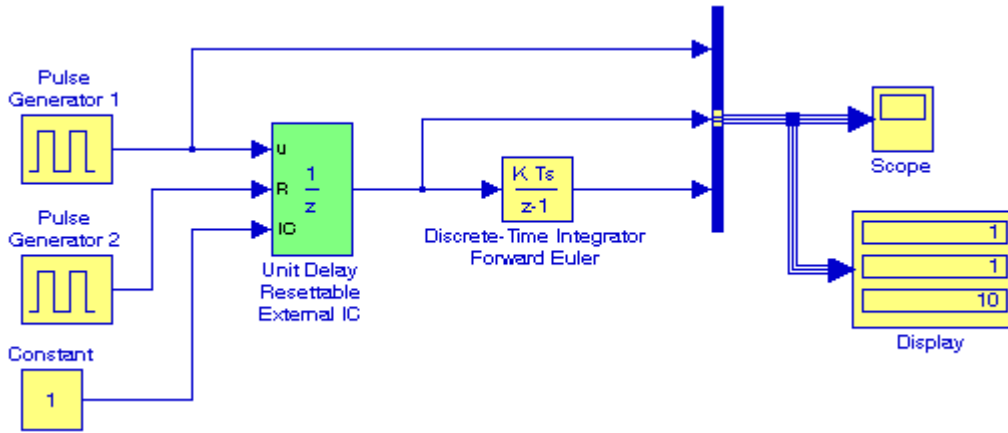 Pulse
Generator 1
u
R
IC
1
z
Unit Delay
Resettable
External IC
Pulse
Generator 2
Constant
1
K Ts
z-1
Discrete-Time Integrator
Forward Euler
Scope
1
1
10
Display